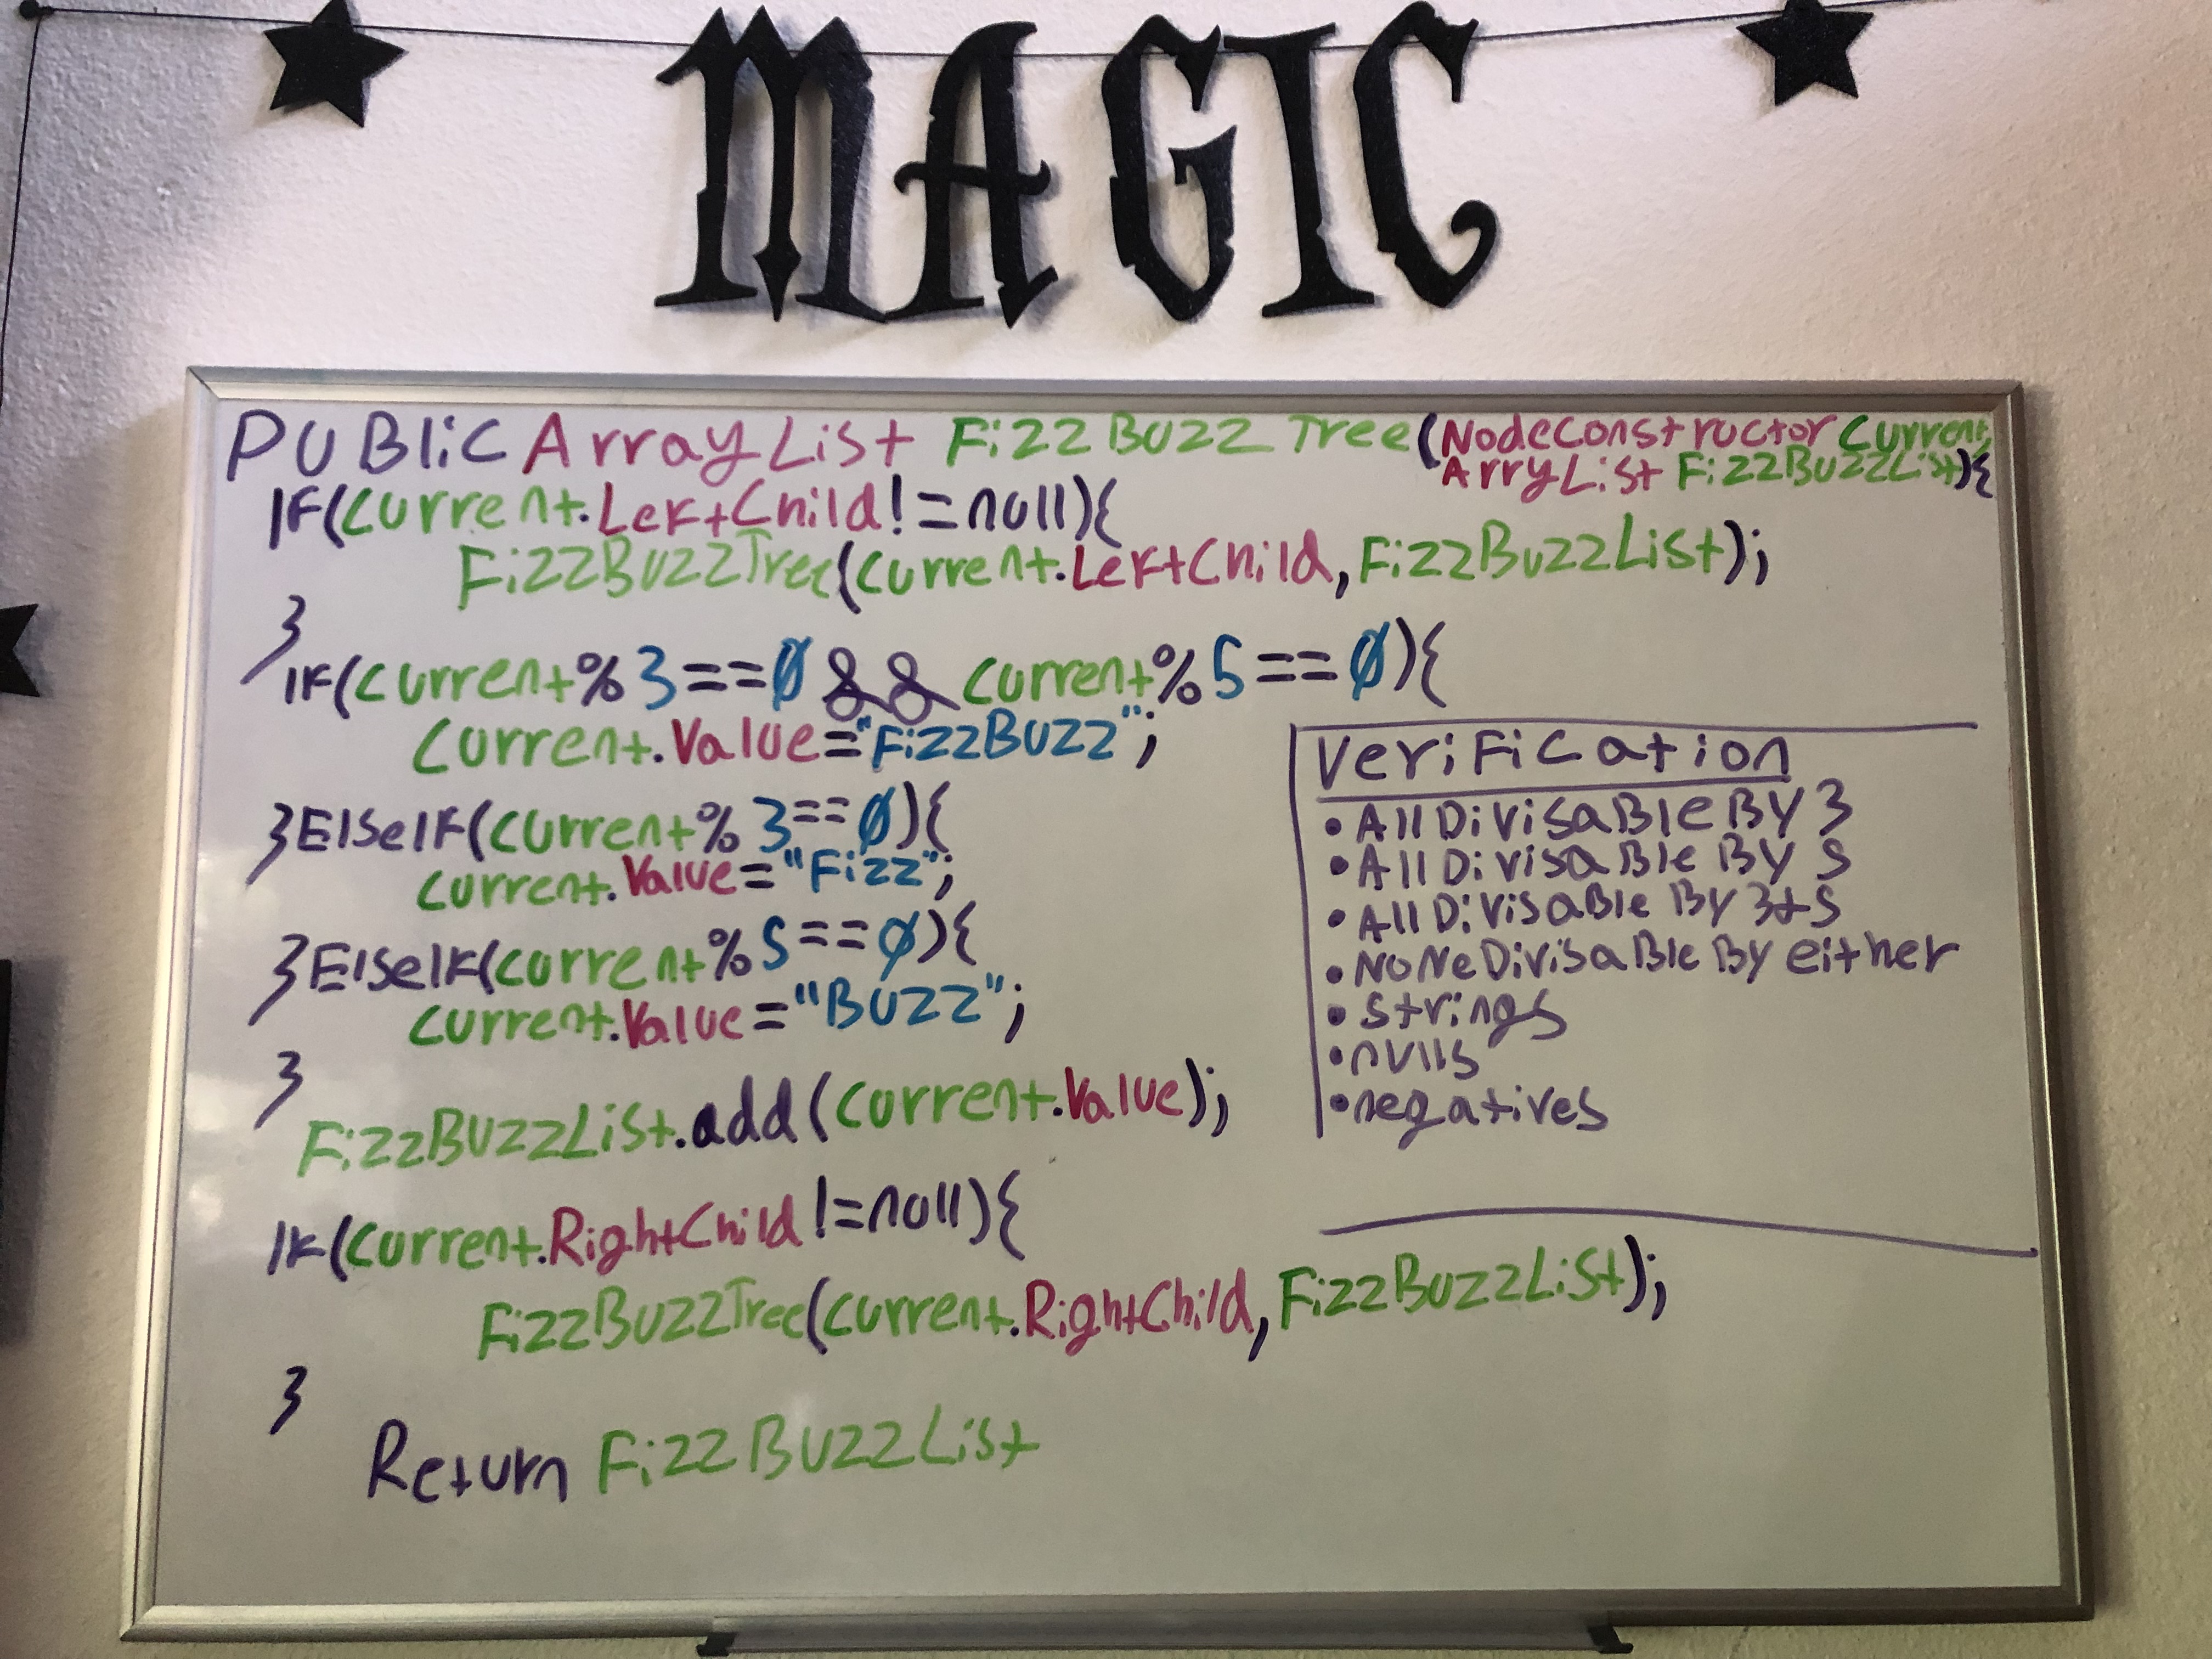 MAGIC
PUBLIC ArrayList FizzBuzzTree(NodeConstructor Current,
ArryList FizzBuzzList){
IF(Current.LeftChild!=null){
FizzBuzzTree(Current.LeftChild,FizzBuzzList);
}
IF(Current%3==0&&Current%5==0){
Current.Value="FizzBuzz";
}ElseIF(Current%3==0){
Current.Value="Fizz";
}ElseIF(Current%5==0){
Current.Value="Buzz";
}
FizzBuzzList.add(Current.Value);
IF(Current.RightChild!=null){
FizzBuzzTree(Current.RightChild,FizzBuzzList);
}
Return FizzBuzzList
Verification
• All Divisable By 3
• All Divisable By 5
• All Divisable By 3+5
• None Divisable By either
• Strings
• nulls
• negatives